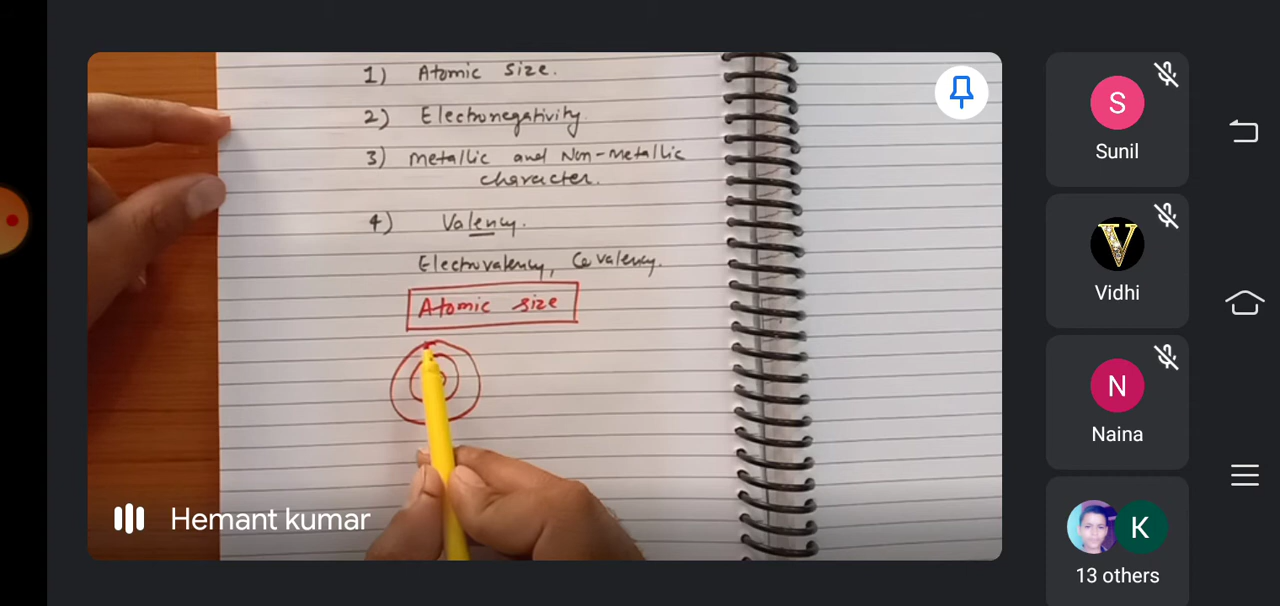 1) Atomic size.
2) Electronegativity.
3) Metallic and Non-metallic
character.
4) Valency.
Electrovalency, Covalency.
Atomic size
Hemant kumar
S
Sunil
V
Vidhi
N
Naina
K
13 others